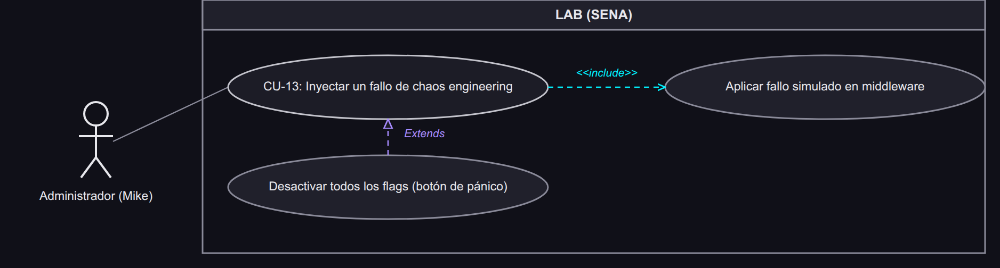 LAB (SENA)
CU-13: Inyectar un fallo de chaos engineering
<<include>>
Aplicar fallo simulado en middleware
Extends
Desactivar todos los flags (botón de pánico)
Administrador (Mike)